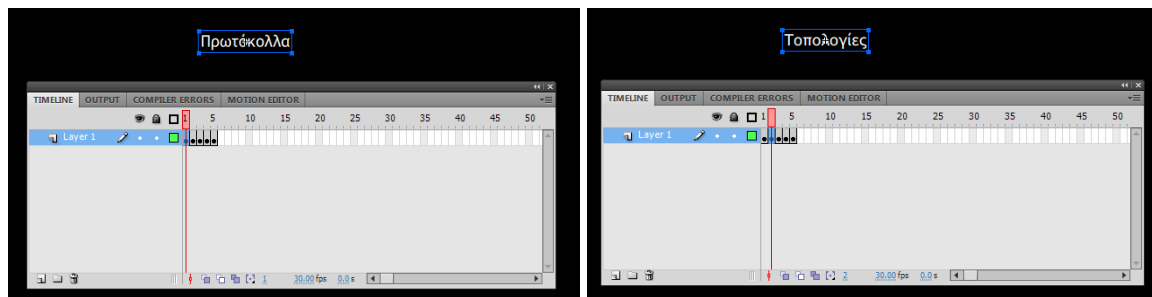 Πρωτόκολλα
TIMELINE OUTPUT COMPILER ERRORS MOTION EDITOR
1 5 10 15 20 25 30 35 40 45 50
Layer 1
1 30.00 fps 0.0 s
Τοπολογίες
TIMELINE OUTPUT COMPILER ERRORS MOTION EDITOR
1 5 10 15 20 25 30 35 40 45 50
Layer 1
2 30.00 fps 0.0 s